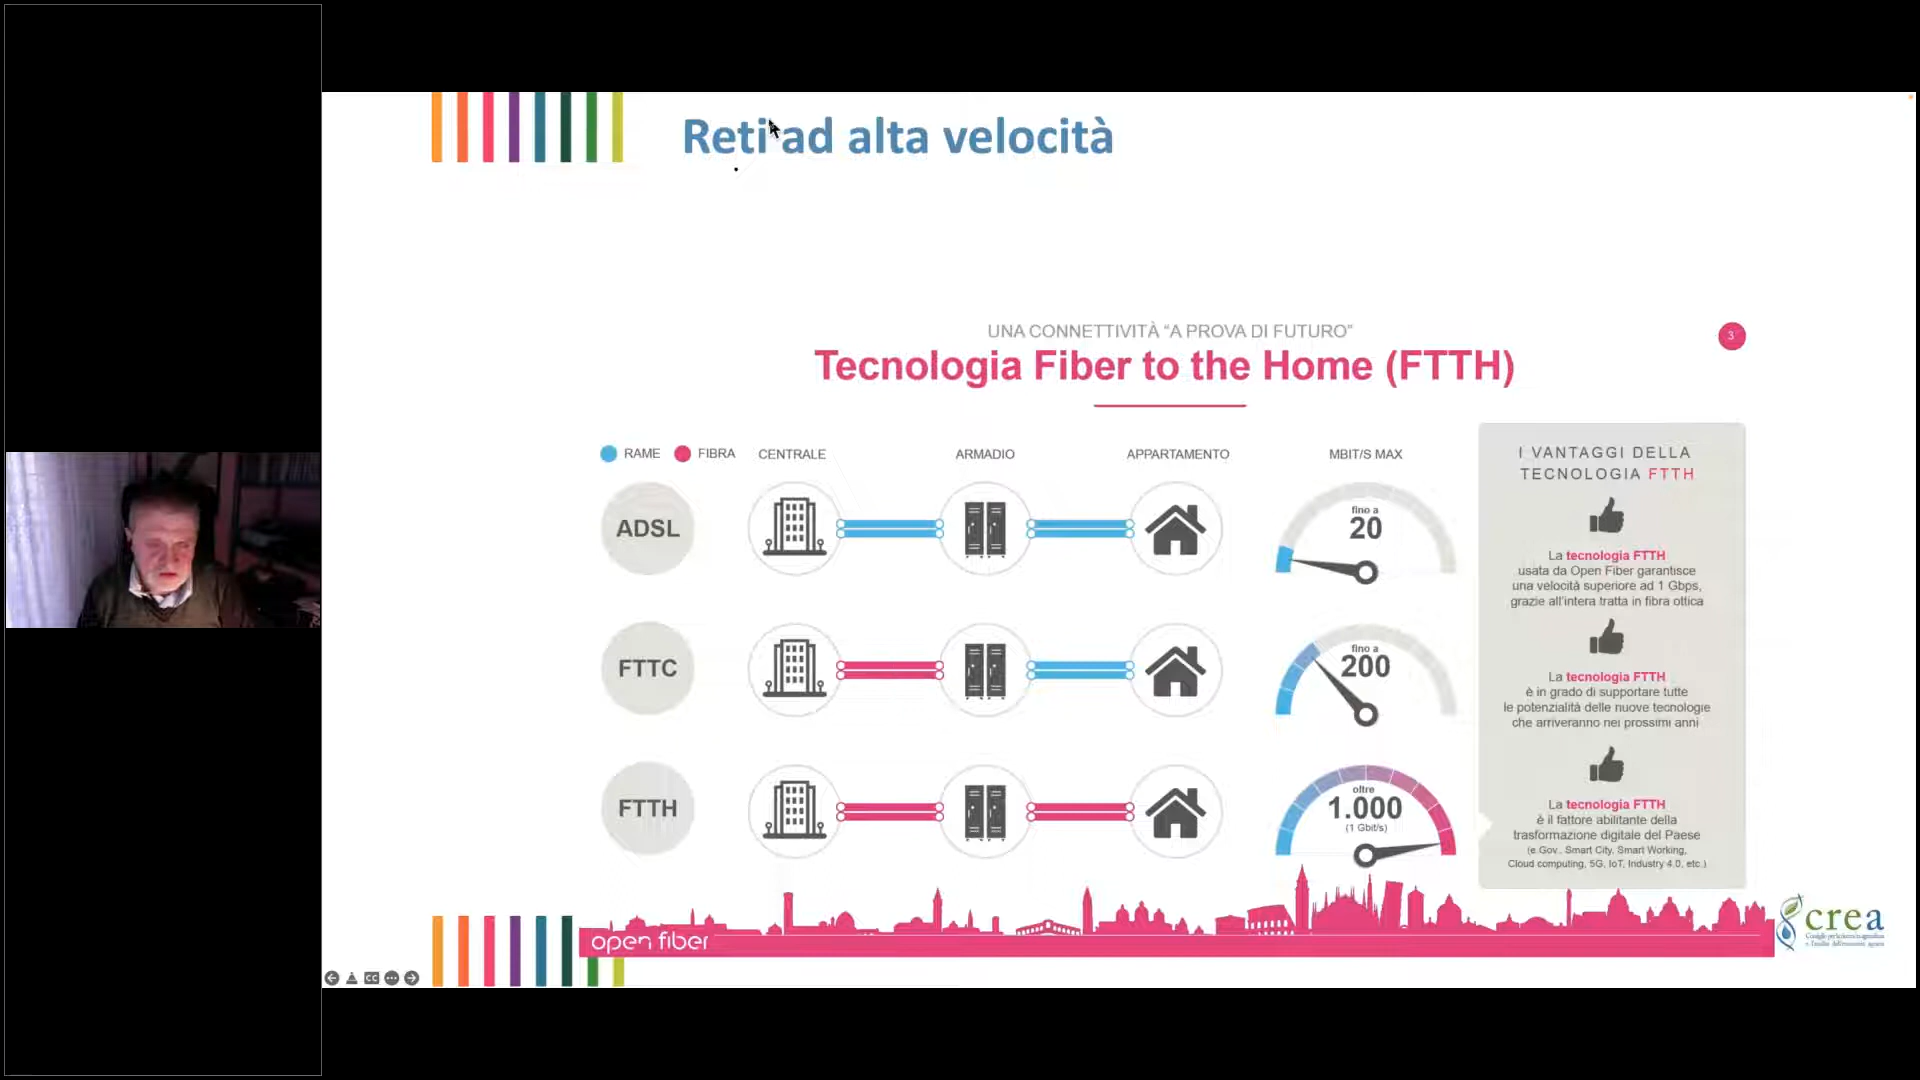 Reti ad alta velocità
UNA CONNETTIVITÀ “A PROVA DI FUTURO”
Tecnologia Fiber to the Home (FTTH)
3
RAME
FIBRA
CENTRALE
ARMADIO
APPARTAMENTO
MBIT/S MAX
ADSL
fino a
20
FTTC
fino a
200
FTTH
oltre
1.000
(1 Gbit/s)
I VANTAGGI DELLA
TECNOLOGIA FTTH
La tecnologia FTTH
usata da Open Fiber garantisce
una velocità superiore ad 1 Gbps,
grazie all'intera tratta in fibra ottica
La tecnologia FTTH
è in grado di supportare tutte
le potenzialità delle nuove tecnologie
che arriveranno nei prossimi anni
La tecnologia FTTH
è il fattore abilitante della
trasformazione digitale del Paese
(e.Gov., Smart City, Smart Working,
Cloud computing, 5G, IoT, Industry 4.0, etc.)
open fiber
crea
CC